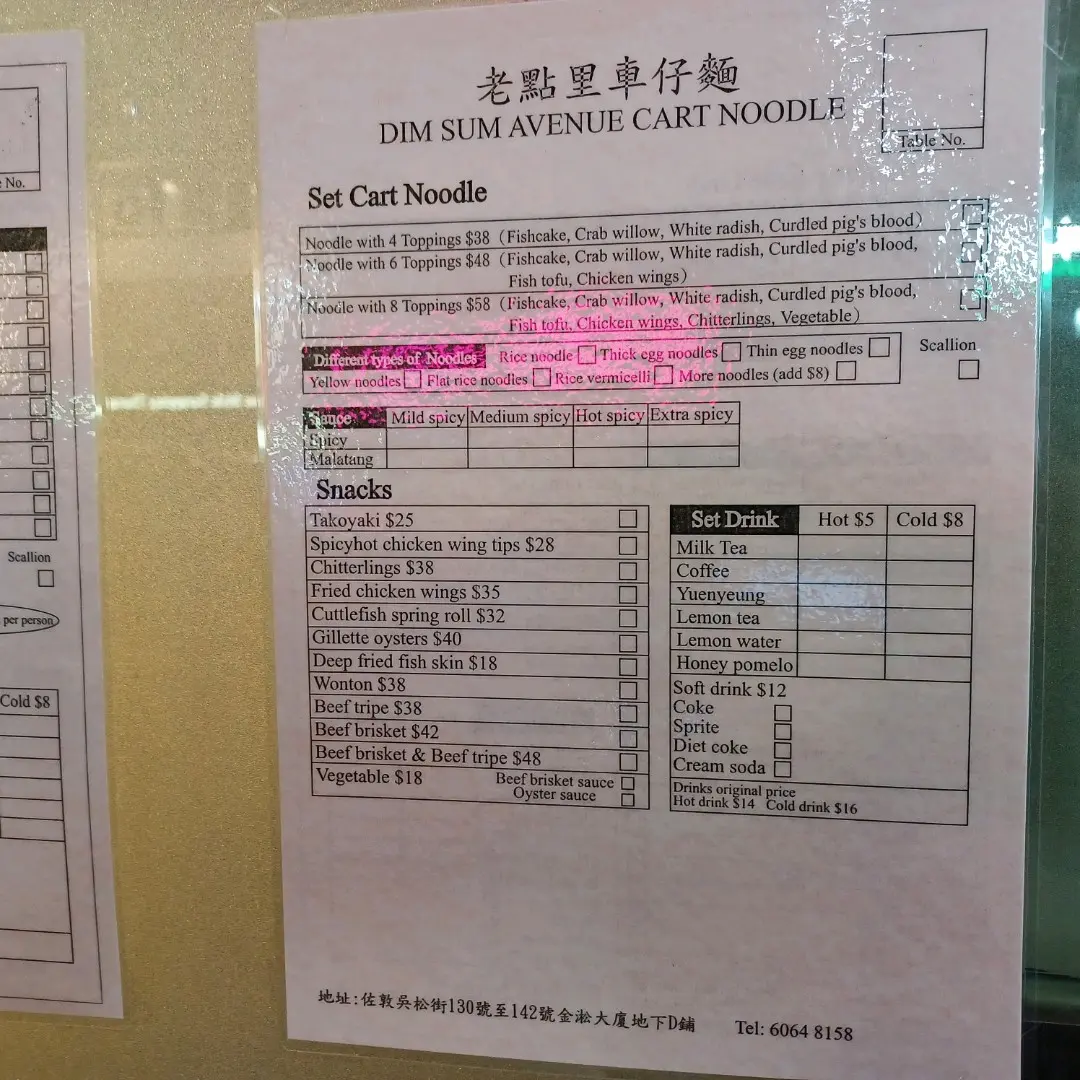 老點里車仔麵
DIM SUM AVENUE CART NOODLE
Table No.
Set Cart Noodle
Noodle with 4 Toppings $38 (Fishcake, Crab willow, White radish, Curdled pig's blood)
Noodle with 6 Toppings $48 (Fishcake, Crab willow, White radish, Curdled pig's blood,
Fish tofu, Chicken wings)
Noodle with 8 Toppings $58 (Fishcake, Crab willow, White radish, Curdled pig's blood,
Fish tofu, Chicken wings, Chitterlings, Vegetable)
Different types of Noodles Rice noodle Thick egg noodles Thin egg noodles
Yellow noodles Flat rice noodles Rice vermicelli More noodles (add $8)
Scallion
Sauce Mild spicy Medium spicy Hot spicy Extra spicy
Spicy
Malatang
Snacks
Takoyaki $25
Spicyhot chicken wing tips $28
Chitterlings $38
Fried chicken wings $35
Cuttlefish spring roll $32
Gillette oysters $40
Deep fried fish skin $18
Wonton $38
Beef tripe $38
Beef brisket $42
Beef brisket & Beef tripe $48
Vegetable $18 Beef brisket sauce
Oyster sauce
Set Drink Hot $5 Cold $8
Milk Tea
Coffee
Yuenyeung
Lemon tea
Lemon water
Honey pomelo
Soft drink $12
Coke
Sprite
Diet coke
Cream soda
Drinks original price
Hot drink $14 Cold drink $16
地址:佐敦吳松街130號至142號金淞大廈地下D鋪
Tel: 6064 8158
No.
Scallion
per person
Cold $8